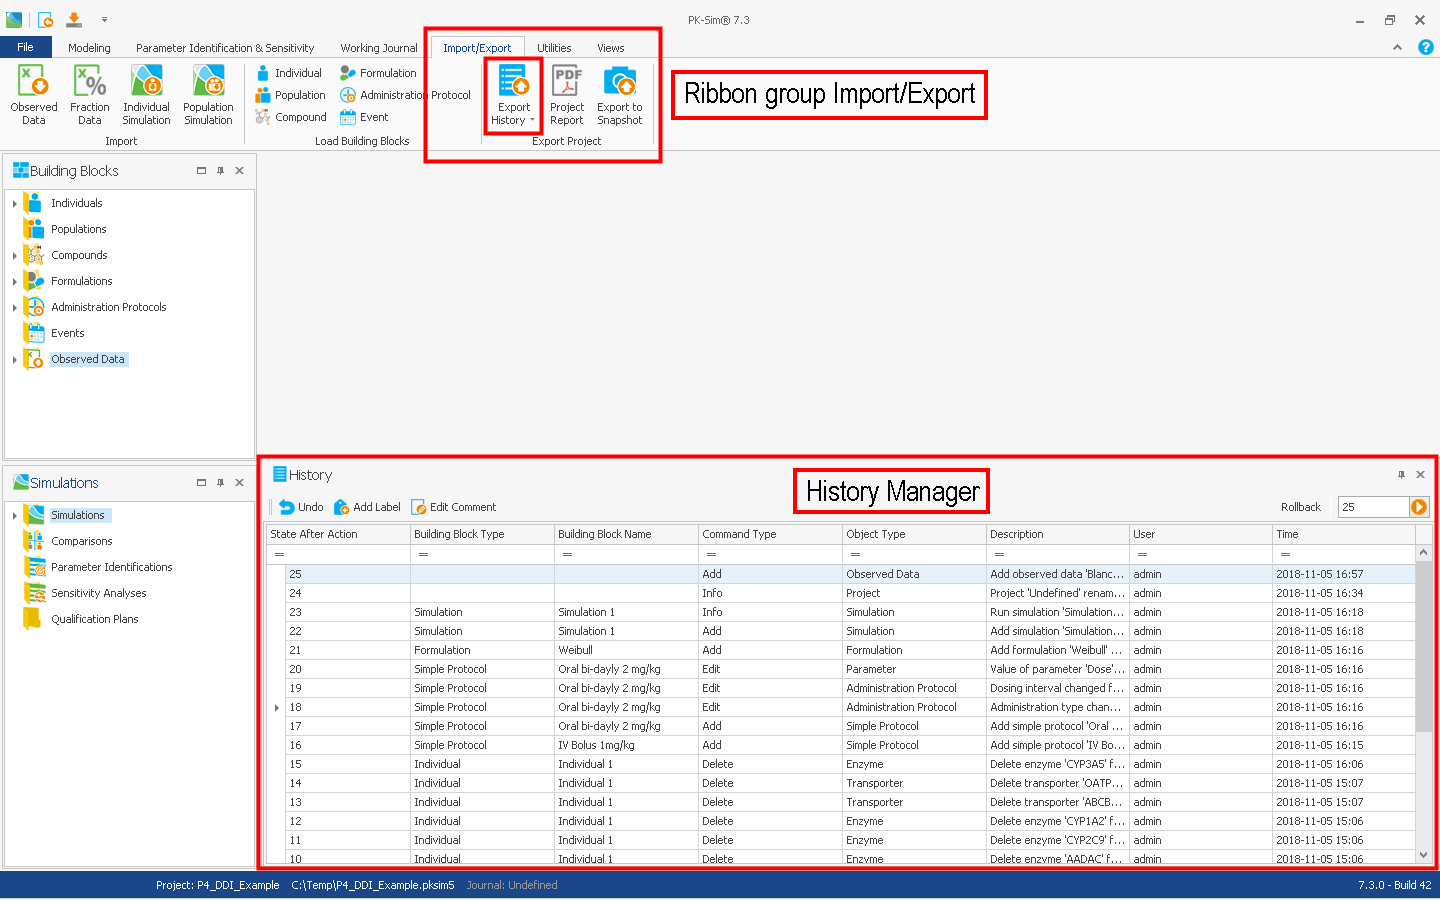 PK-Sim® 7.3
File Modeling Parameter Identification & Sensitivity Working Journal Import/Export Utilities Views
Observed Data
Fraction Data
Individual Simulation
Population Simulation
Import
Individual
Population
Compound
Formulation
Administration Protocol
Event
Load Building Blocks
Export History
Project Report
Export to Snapshot
Export Project
Ribbon group Import/Export
Building Blocks
Individuals
Populations
Compounds
Formulations
Administration Protocols
Events
Observed Data
Simulations
Simulations
Comparisons
Parameter Identifications
Sensitivity Analyses
Qualification Plans
History
History Manager
Undo Add Label Edit Comment Rollback 25
State After Action Building Block Type Building Block Name Command Type Object Type Description User Time
= = = = = = = =
25 Add Observed Data Add observed data 'Blanc... admin 2018-11-05 16:57
24 Info Project Project 'Undefined' renam... admin 2018-11-05 16:34
23 Simulation Simulation 1 Info Simulation Run simulation 'Simulation... admin 2018-11-05 16:18
22 Simulation Simulation 1 Add Simulation Add simulation 'Simulation... admin 2018-11-05 16:18
21 Formulation Weibull Add Formulation Add formulation 'Weibull' ... admin 2018-11-05 16:16
20 Simple Protocol Oral bi-dayly 2 mg/kg Edit Parameter Value of parameter 'Dose'... admin 2018-11-05 16:16
19 Simple Protocol Oral bi-dayly 2 mg/kg Edit Administration Protocol Dosing interval changed f... admin 2018-11-05 16:16
18 Simple Protocol Oral bi-dayly 2 mg/kg Edit Administration Protocol Administration type chan... admin 2018-11-05 16:16
17 Simple Protocol Oral bi-dayly 2 mg/kg Add Simple Protocol Add simple protocol 'Oral ... admin 2018-11-05 16:16
16 Simple Protocol IV Bolus 1mg/kg Add Simple Protocol Add simple protocol 'IV Bo... admin 2018-11-05 16:15
15 Individual Individual 1 Delete Enzyme Delete enzyme 'CYP3A5' f... admin 2018-11-05 16:06
14 Individual Individual 1 Delete Transporter Delete transporter 'OATP... admin 2018-11-05 15:07
13 Individual Individual 1 Delete Transporter Delete transporter 'ABCB... admin 2018-11-05 15:07
12 Individual Individual 1 Delete Enzyme Delete enzyme 'CYP1A2' f... admin 2018-11-05 15:06
11 Individual Individual 1 Delete Enzyme Delete enzyme 'CYP2C9' f... admin 2018-11-05 15:06
10 Individual Individual 1 Delete Enzyme Delete enzyme 'AADAC' f... admin 2018-11-05 15:06
Project: P4_DDI_Example C:\Temp\P4_DDI_Example.pksim5 Journal: Undefined 7.3.0 - Build 42